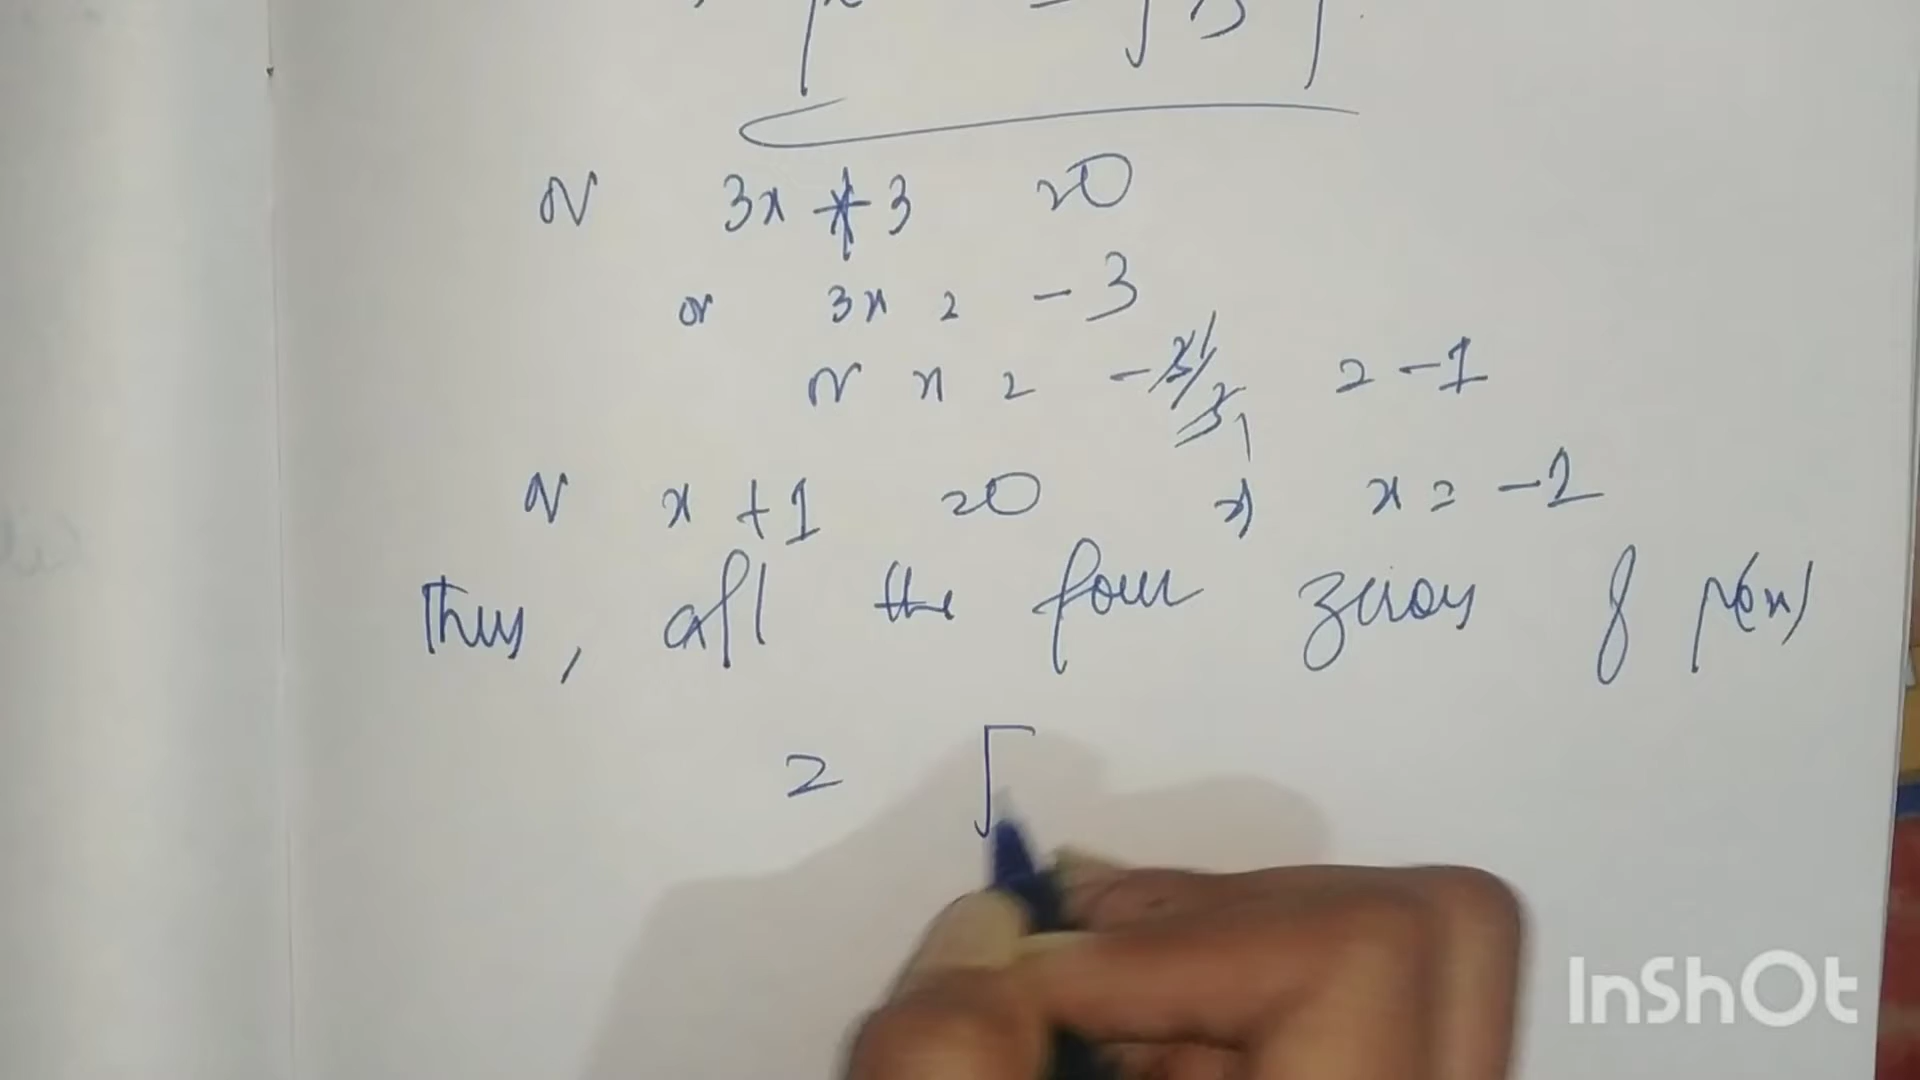 or 3x + 3 = 0
or 3x = - 3
or x = - 3/3 = -1
or x + 1 = 0 ⇒ x = -1
Thus, all the four zeros of p(x)
= [
InShOt